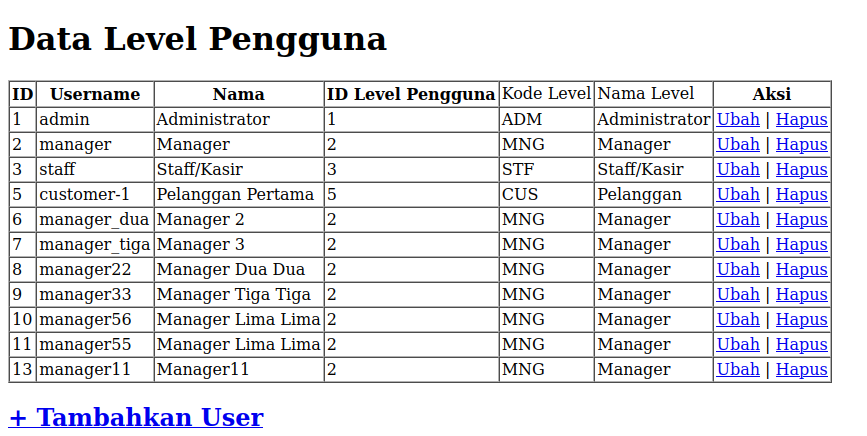 Data Level Pengguna
ID Username Nama ID Level Pengguna Kode Level Nama Level Aksi
1 admin Administrator 1 ADM Administrator Ubah | Hapus
2 manager Manager 2 MNG Manager Ubah | Hapus
3 staff Staff/Kasir 3 STF Staff/Kasir Ubah | Hapus
5 customer-1 Pelanggan Pertama 5 CUS Pelanggan Ubah | Hapus
6 manager_dua Manager 2 2 MNG Manager Ubah | Hapus
7 manager_tiga Manager 3 2 MNG Manager Ubah | Hapus
8 manager22 Manager Dua Dua 2 MNG Manager Ubah | Hapus
9 manager33 Manager Tiga Tiga 2 MNG Manager Ubah | Hapus
10 manager56 Manager Lima Lima 2 MNG Manager Ubah | Hapus
11 manager55 Manager Lima Lima 2 MNG Manager Ubah | Hapus
13 manager11 Manager11 2 MNG Manager Ubah | Hapus
+ Tambahkan User